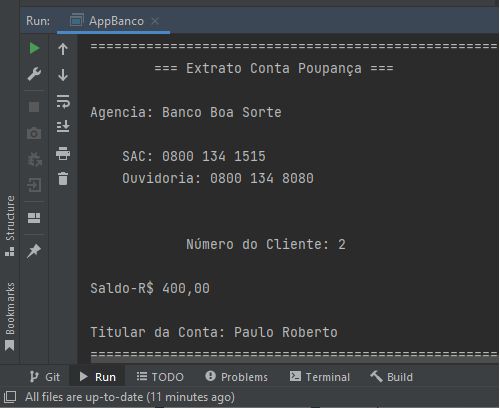 Run: AppBanco
===================================================
=== Extrato Conta Poupança ===
Agencia: Banco Boa Sorte
SAC: 0800 134 1515
Ouvidoria: 0800 134 8080
Número do Cliente: 2
Saldo-R$ 400,00
Titular da Conta: Paulo Roberto
===================================================
Structure
Bookmarks
Git Run TODO Problems Terminal Build
All files are up-to-date (11 minutes ago)